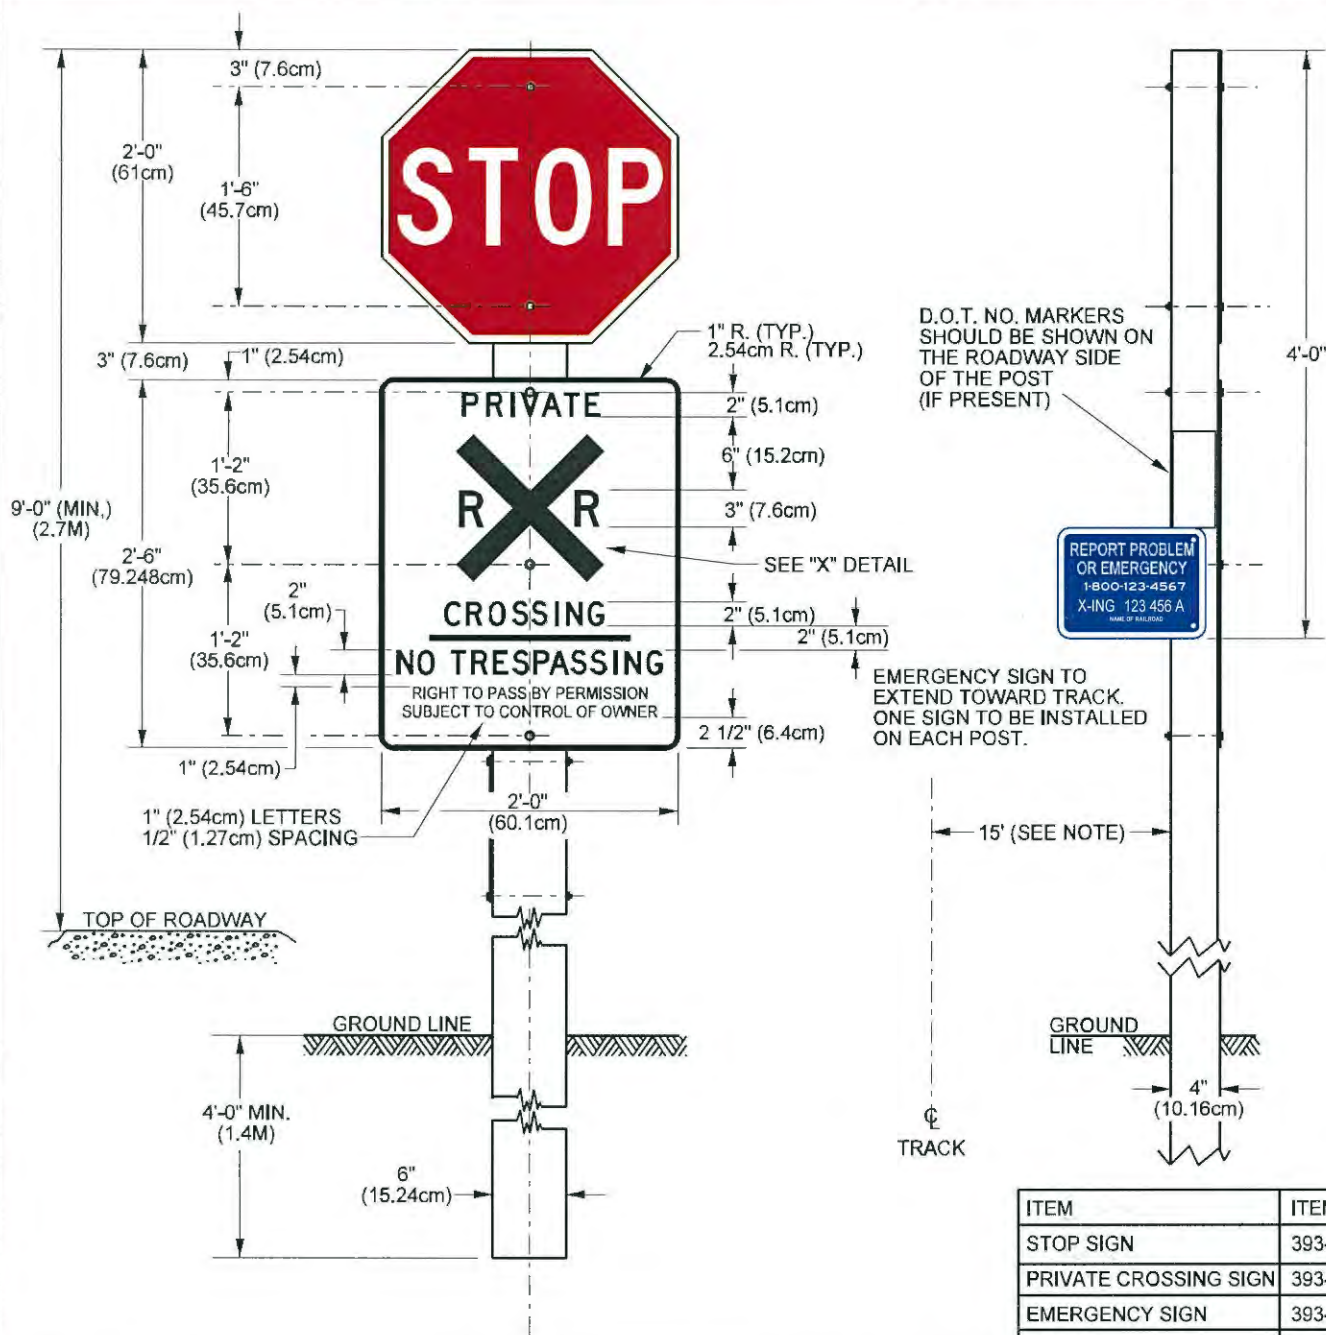 3" (7.6cm)
2'-0"
(61cm)
1'-6"
(45.7cm)
STOP
3" (7.6cm)
1" (2.54cm)
1" R. (TYP.)
2.54cm R. (TYP.)
PRIVATE
2" (5.1cm)
6" (15.2cm)
1'-2"
(35.6cm)
R R
3" (7.6cm)
9'-0" (MIN.)
(2.7M)
2'-6"
(79.248cm)
SEE "X" DETAIL
2"
(5.1cm)
CROSSING
2" (5.1cm)
2" (5.1cm)
1'-2"
(35.6cm)
NO TRESPASSING
RIGHT TO PASS BY PERMISSION
SUBJECT TO CONTROL OF OWNER
2 1/2" (6.4cm)
1" (2.54cm)
2'-0"
(60.1cm)
1" (2.54cm) LETTERS
1/2" (1.27cm) SPACING
TOP OF ROADWAY
GROUND LINE
4'-0" MIN.
(1.4M)
6"
(15.24cm)
D.O.T. NO. MARKERS
SHOULD BE SHOWN ON
THE ROADWAY SIDE
OF THE POST
(IF PRESENT)
4'-0"
REPORT PROBLEM
OR EMERGENCY
1-800-123-4567
X-ING 123 456 A
NAME OF RAILROAD
EMERGENCY SIGN TO
EXTEND TOWARD TRACK.
ONE SIGN TO BE INSTALLED
ON EACH POST.
15' (SEE NOTE)
GROUND
LINE
4"
(10.16cm)
℄
TRACK
ITEM ITEM
STOP SIGN 393-
PRIVATE CROSSING SIGN 393-
EMERGENCY SIGN 393-